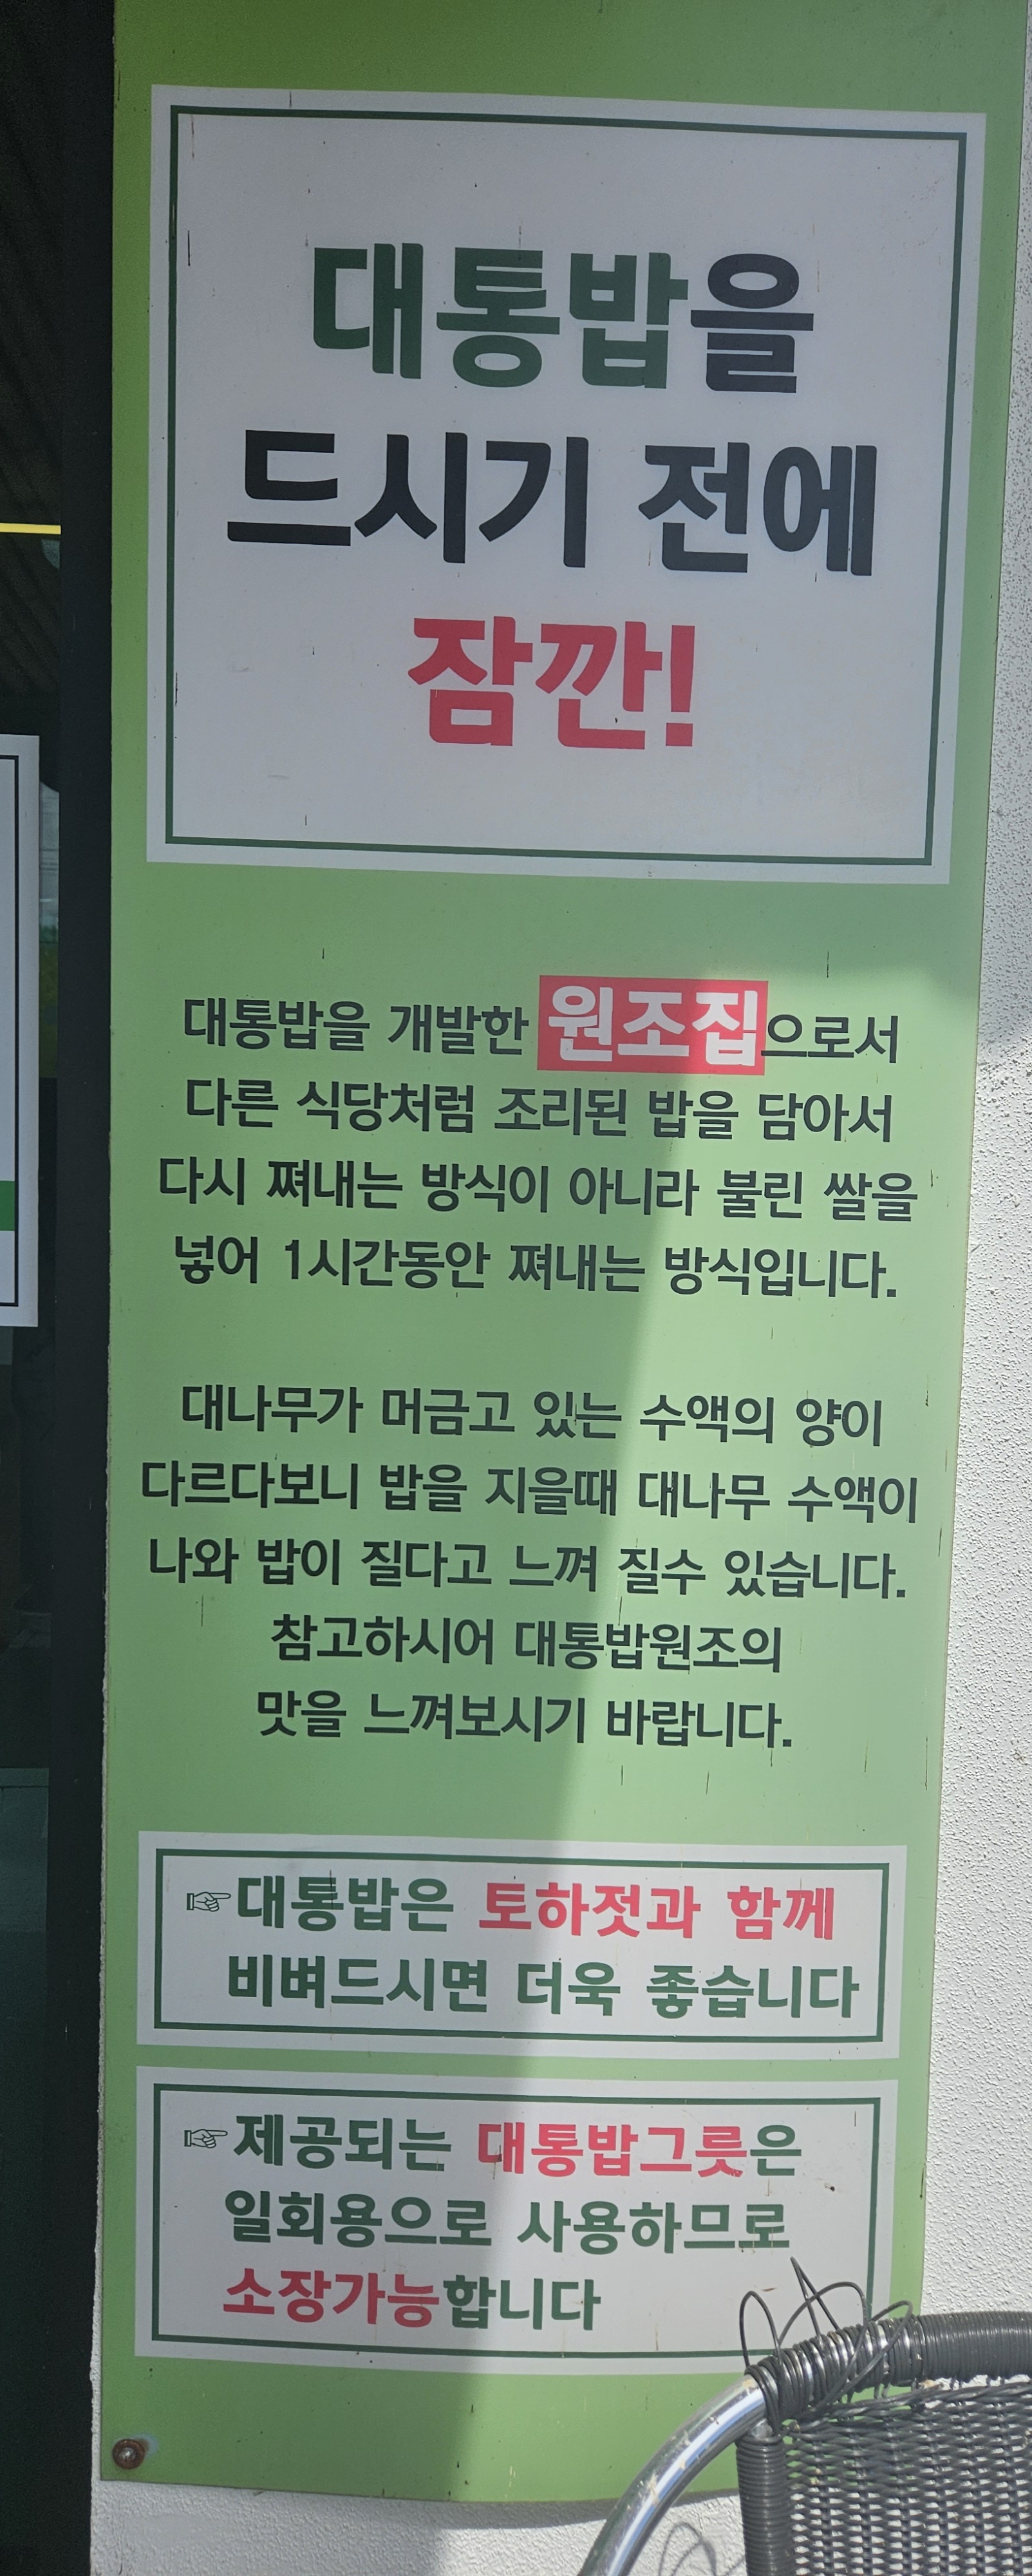 대통밥을
드시기 전에
잠깐!
대통밥을 개발한 원조집으로서
다른 식당처럼 조리된 밥을 담아서
다시 쪄내는 방식이 아니라 불린 쌀을
넣어 1시간동안 쪄내는 방식입니다.
대나무가 머금고 있는 수액의 양이
다르다보니 밥을 지을때 대나무 수액이
나와 밥이 질다고 느껴 질수 있습니다.
참고하시어 대통밥원조의
맛을 느껴보시기 바랍니다.
☞대통밥은 토하젓과 함께
비벼드시면 더욱 좋습니다
☞제공되는 대통밥그릇은
일회용으로 사용하므로
소장가능합니다